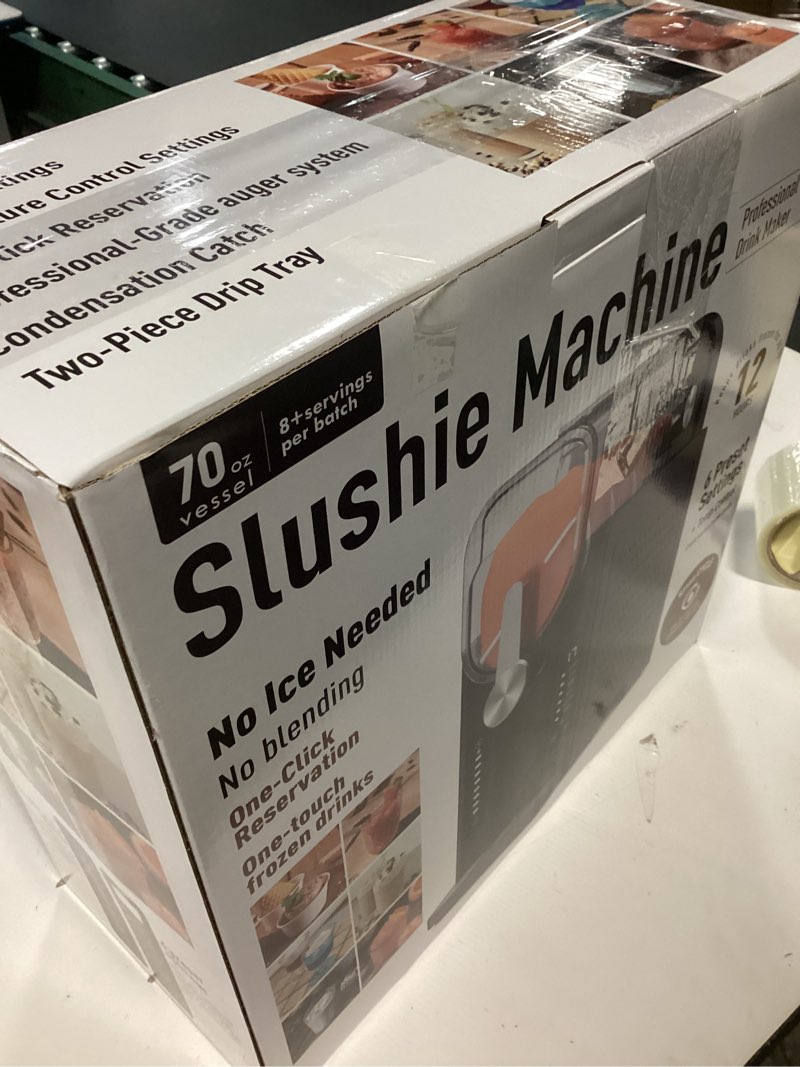 ttings
ure Control Settings
ick Reservation
fessional-Grade auger system
Condensation Catch
Two-Piece Drip Tray
70 oz
vessel
8+servings
per batch
Slushie Machine
Professional
Drink Maker
12
HOURS
6 Preset
Settings
No Ice Needed
No blending
One-Click
Reservation
One-touch
frozen drinks